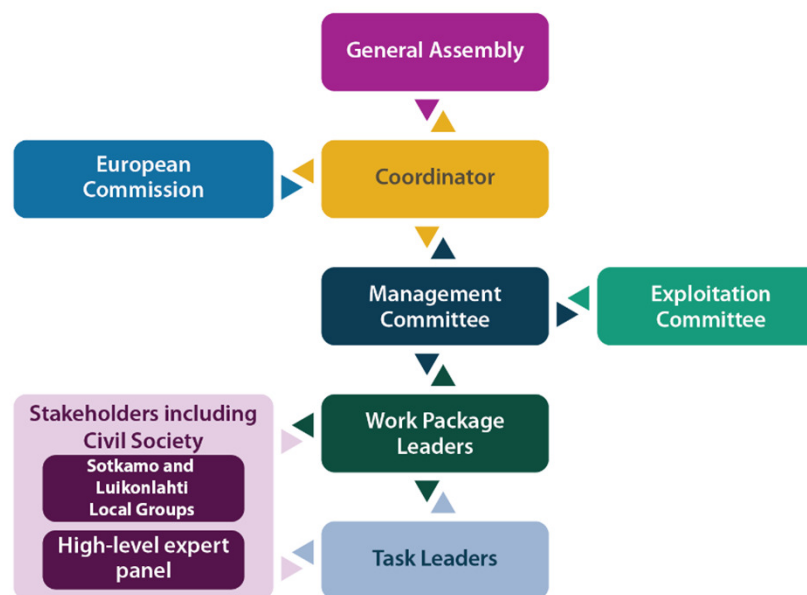 General Assembly
European
Commission
Coordinator
Management
Committee
Exploitation
Committee
Stakeholders including
Civil Society
Sotkamo and
Luikonlahti
Local Groups
High-level expert
panel
Work Package
Leaders
Task Leaders